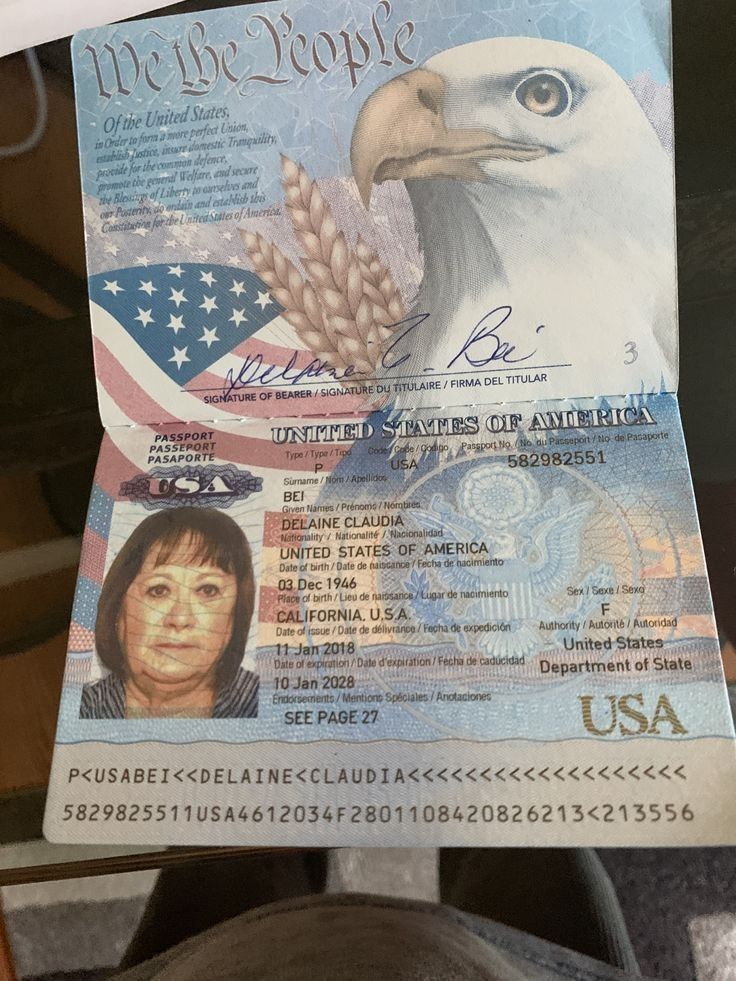 We the People
Of the United States,
in Order to form a more perfect Union,
establish Justice, insure domestic Tranquility,
provide for the common defence,
promote the general Welfare, and secure
the Blessings of Liberty to ourselves and
our Posterity, do ordain and establish this
Constitution for the United States of America.
Delaine C. Bei
3
SIGNATURE OF BEARER / SIGNATURE DU TITULAIRE / FIRMA DEL TITULAR
PASSPORT
PASSEPORT
PASAPORTE
USA
UNITED STATES OF AMERICA
Type / Type / Tipo Code / Code / Codigo Passport No. / No. du Passeport / No. de Pasaporte
P USA 582982551
Surname / Nom / Apellidos
BEI
Given Names / Prénoms / Nombres
DELAINE CLAUDIA
Nationality / Nationalité / Nacionalidad
UNITED STATES OF AMERICA
Date of birth / Date de naissance / Fecha de nacimiento
03 Dec 1946
Place of birth / Lieu de naissance / Lugar de nacimiento Sex / Sexe / Sexo
CALIFORNIA, U.S.A. F
Date of issue / Date de délivrance / Fecha de expedición Authority / Autorité / Autoridad
11 Jan 2018 United States
Date of expiration / Date d'expiration / Fecha de caducidad Department of State
10 Jan 2028
Endorsements / Mentions Spéciales / Anotaciones
SEE PAGE 27
USA
P<USABEI<<DELAINE<CLAUDIA<<<<<<<<<<<<<<<<<<<
5829825511USA4612034F2801108420826213<213556